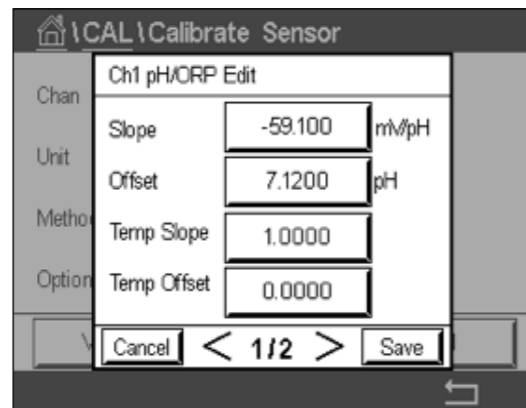 \CAL\Calibrate Sensor
Ch1 pH/ORP Edit
Chan
Slope -59.100 mV/pH
Unit
Offset 7.1200 pH
Temp Slope 1.0000
Option
Temp Offset 0.0000
Cancel < 1/2 > Save